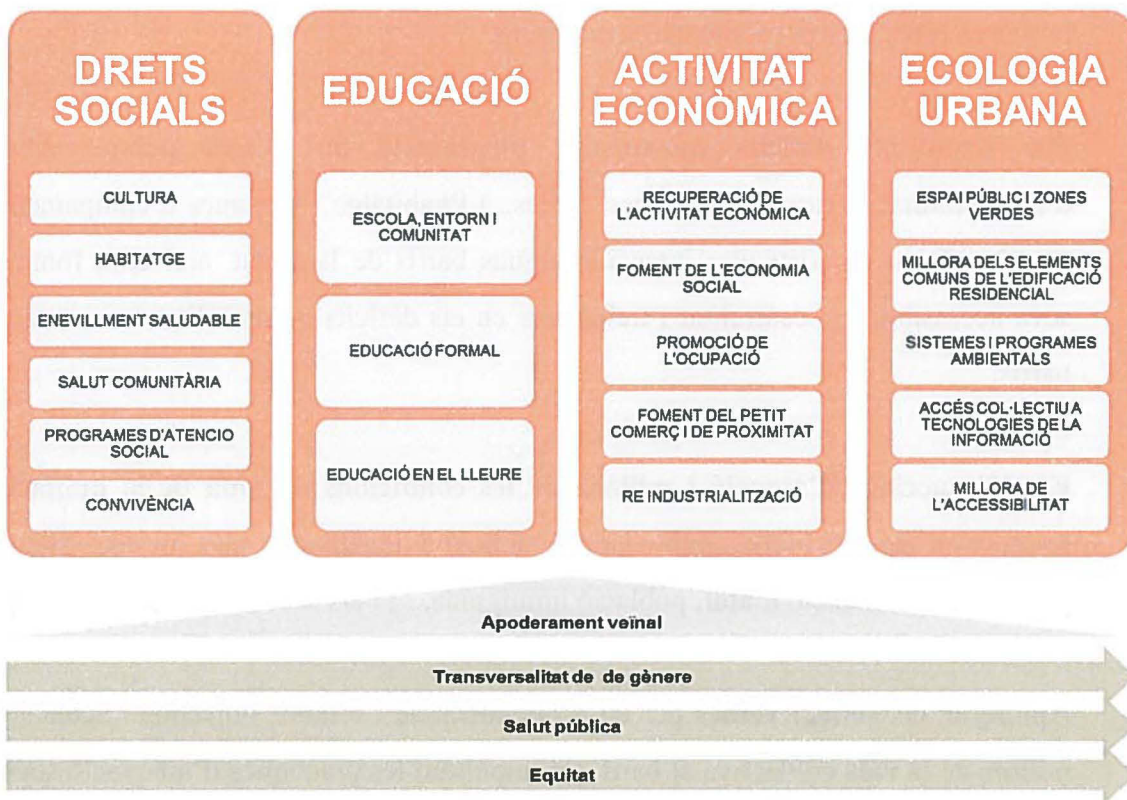 DRETS
SOCIALS
CULTURA
HABITATGE
ENEVILLMENT SALUDABLE
SALUT COMUNITÀRIA
PROGRAMES D'ATENCIO
SOCIAL
CONVIVÈNCIA
EDUCACIÓ
ESCOLA, ENTORN I
COMUNITAT
EDUCACIÓ FORMAL
EDUCACIÓ EN EL LLEURE
ACTIVITAT
ECONÒMICA
RECUPERACIÓ DE
L'ACTIVITAT ECONÒMICA
FOMENT DE L'ECONOMIA
SOCIAL
PROMOCIÓ DE
L'OCUPACIÓ
FOMENT DEL PETIT
COMERÇ I DE PROXIMITAT
RE INDUSTRIALITZACIÓ
ECOLOGIA
URBANA
ESPAI PÚBLIC I ZONES
VERDES
MILLORA DELS ELEMENTS
COMUNS DE L'EDIFICACIÓ
RESIDENCIAL
SISTEMES I PROGRAMES
AMBIENTALS
ACCÉS COL·LECTIU A
TECNOLOGIES DE LA
INFORMACIÓ
MILLORA DE
L'ACCESSIBILITAT
Apoderament veïnal
Transversalitat de de gènere
Salut pública
Equitat